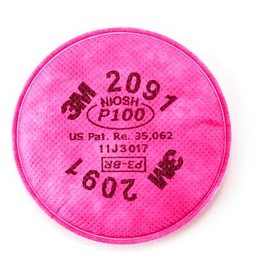 3M 2091
NIOSH
P100
US Pat. Re. 35,062
11J3017
P3-BR
3M 2091